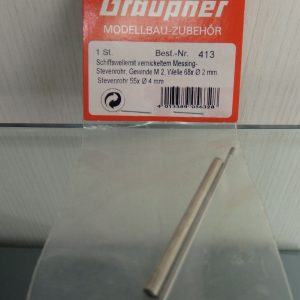 Graupner
MODELLBAU-ZUBEHÖR
1 St. Best.-Nr. 413
Schiffswellemit vernickeltem Messing-
Stevenrohr, Gewinde M 2, Welle 68x Ø 2 mm
Stevenrohr 55x Ø 4 mm